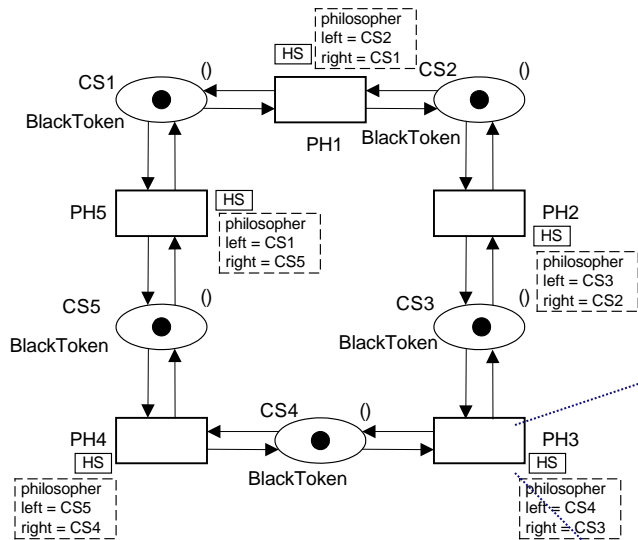 philosopher
left = CS2
right = CS1
HS
CS1
()
CS2
()
BlackToken
BlackToken
PH1
PH5
HS
philosopher
left = CS1
right = CS5
PH2
HS
philosopher
left = CS3
right = CS2
CS5
()
CS3
()
BlackToken
BlackToken
CS4
()
PH4
HS
BlackToken
PH3
HS
philosopher
left = CS5
right = CS4
philosopher
left = CS4
right = CS3